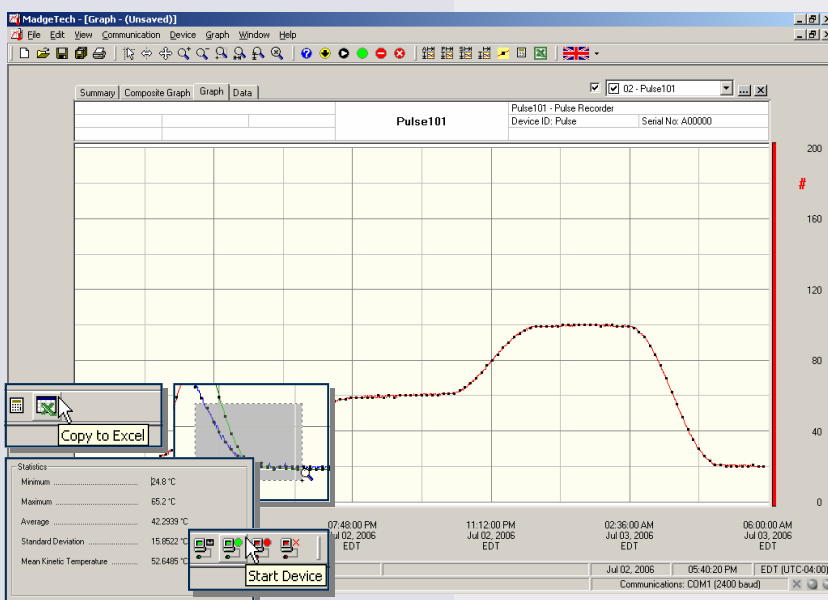 MadgeTech - [Graph - (Unsaved)]
File Edit View Communication Device Graph Window Help
Summary Composite Graph Graph Data
02 - Pulse101
...
Pulse101
Pulse101 - Pulse Recorder
Device ID: Pulse Serial No: A00000
200
#
160
120
80
40
0
Copy to Excel
Statistics
Minimum 24.8 °C
Maximum 65.2 °C
Average 42.2939 °C
Standard Deviation 15.8522 °C
Mean Kinetic Temperature 52.6485 °C
Start Device
07:48:00 PM
Jul 02, 2006
EDT
11:12:00 PM
Jul 02, 2006
EDT
02:36:00 AM
Jul 03, 2006
EDT
06:00:00 AM
Jul 03, 2006
EDT
Jul 02, 2006 05:40:20 PM EDT (UTC-04:00)
Communications: COM1 (2400 baud)